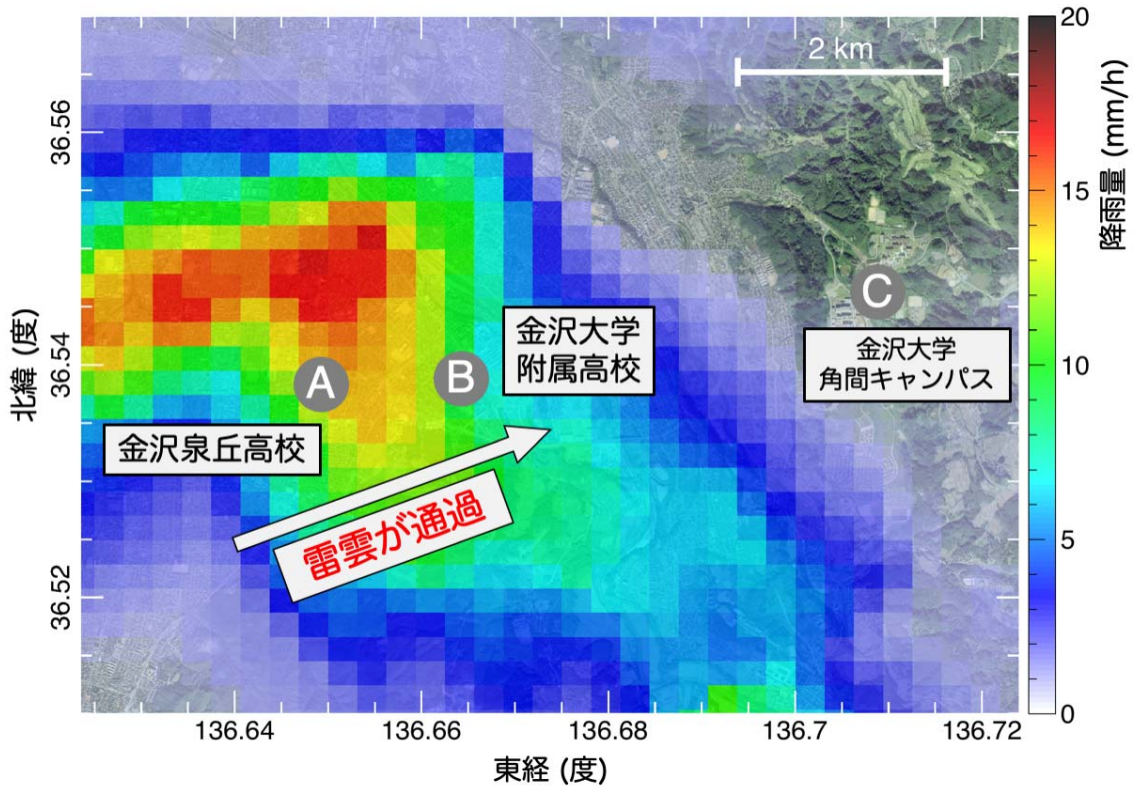 2 km
20
15
10
5
0
降雨量 (mm/h)
36.56
36.54
36.52
北緯 (度)
A
B
C
金沢大学
附属高校
金沢大学
角間キャンパス
金沢泉丘高校
雷雲が通過
136.64
136.66
136.68
136.7
136.72
東経 (度)